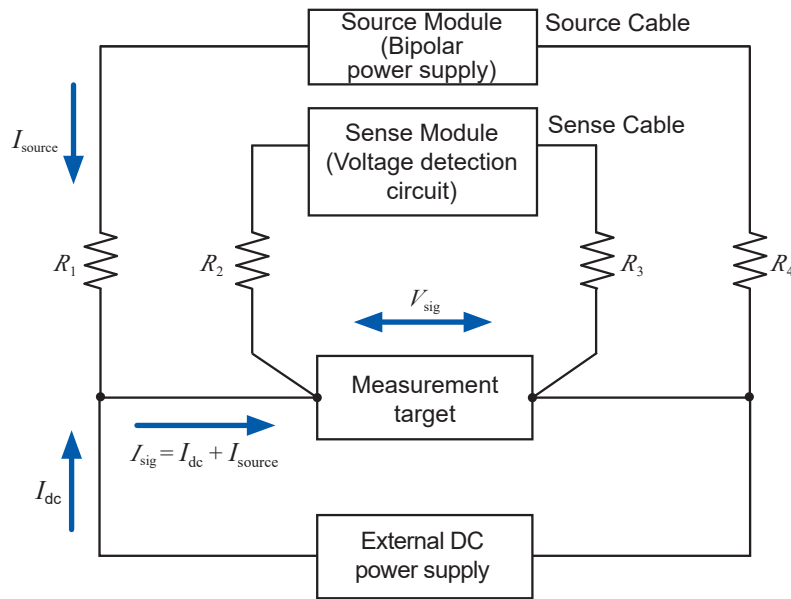 Source Module
(Bipolar
power supply)
Source Cable
Sense Module
(Voltage detection
circuit)
Sense Cable
I source
R1
R2
R3
R4
Vsig
Measurement
target
Isig = Idc + Isource
Idc
External DC
power supply